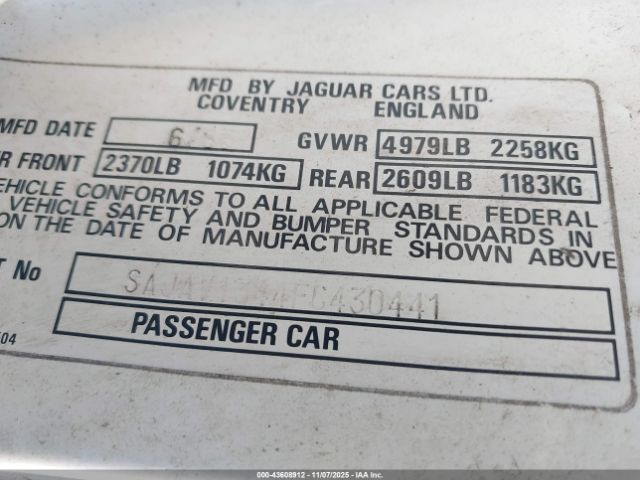 MFD BY JAGUAR CARS LTD.
COVENTRY ENGLAND
MFD DATE GVWR 4979LB 2258KG
R FRONT 2370LB 1074KG REAR 2609LB 1183KG
EHICLE CONFORMS TO ALL APPLICABLE FEDERAL
VEHICLE SAFETY AND BUMPER STANDARDS IN
ON THE DATE OF MANUFACTURE SHOWN ABOVE
T No
PASSENGER CAR
504
000-43608912 - 11/07/2025 - IAA Inc.